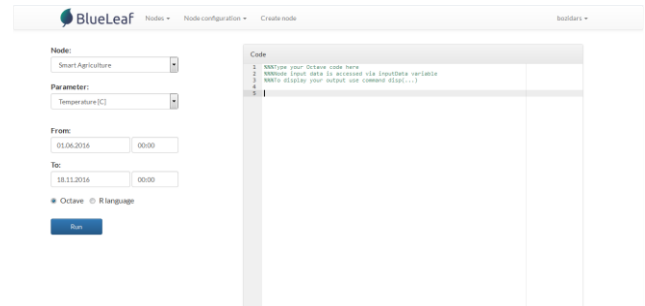 BlueLeaf Nodes Node configuration Create node bozidars
Node:
Smart Agriculture
Parameter:
Temperature [C]
From:
01.06.2016 00:00
To:
18.11.2016 00:00
Octave R language
Run
Code
1 %%%Type your Octave code here
2 %%%Node input data is accessed via inputData variable
3 %%%To display your output use command disp(...)
4
5